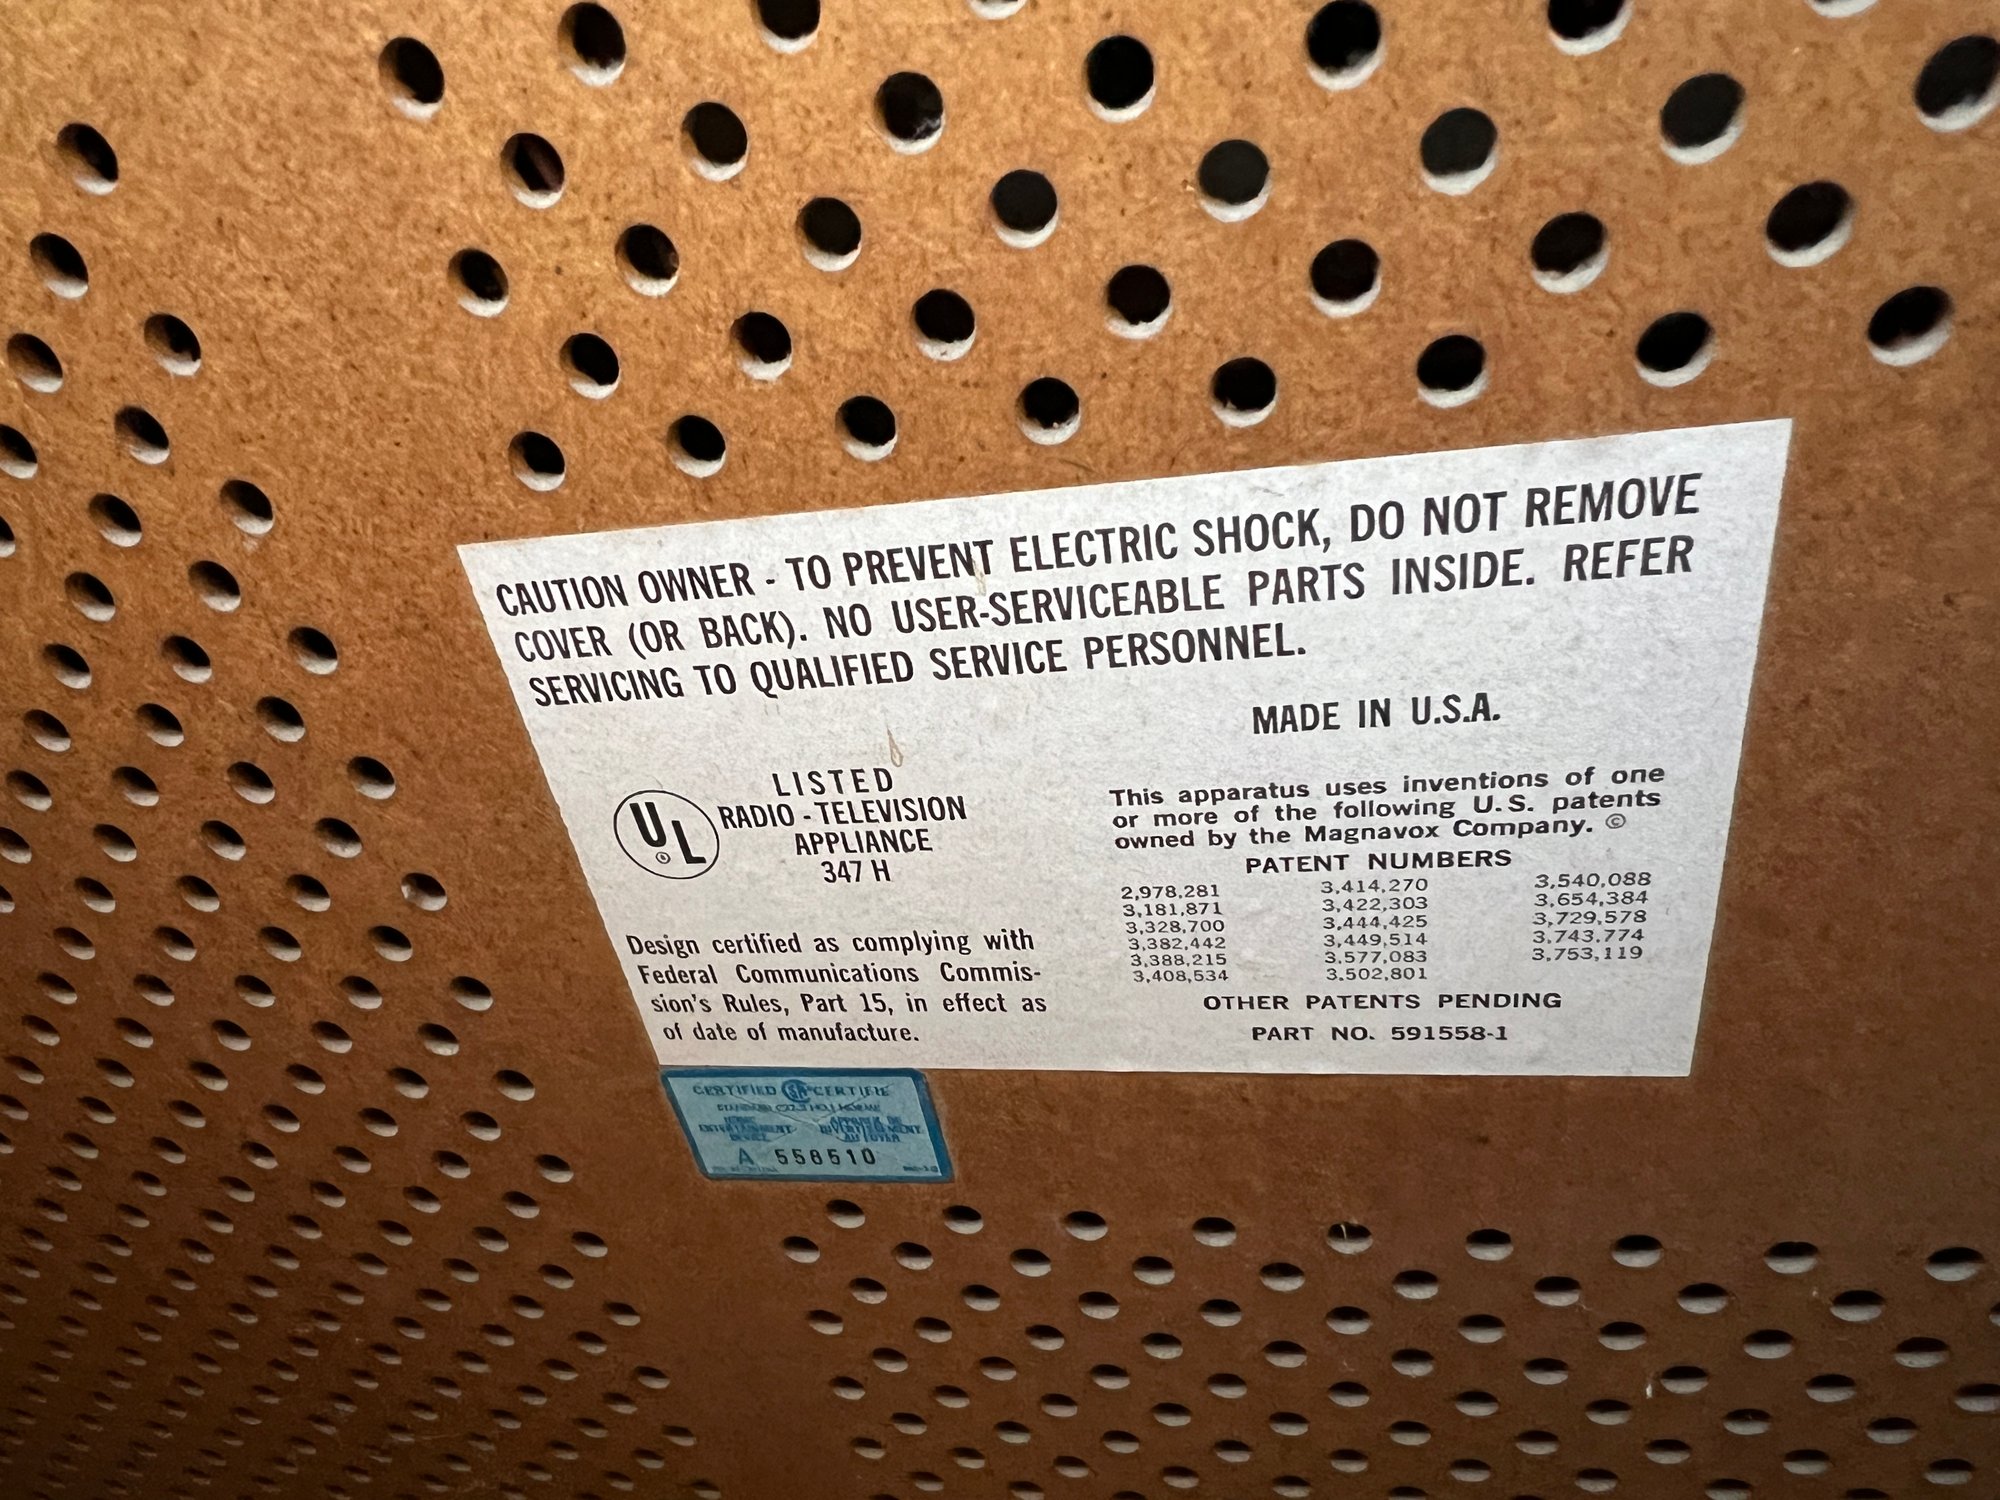 CAUTION OWNER - TO PREVENT ELECTRIC SHOCK, DO NOT REMOVE
COVER (OR BACK). NO USER-SERVICEABLE PARTS INSIDE. REFER
SERVICING TO QUALIFIED SERVICE PERSONNEL.
MADE IN U.S.A.
UL
LISTED
RADIO - TELEVISION
APPLIANCE
347 H
Design certified as complying with
Federal Communications Commis-
sion's Rules, Part 15, in effect as
of date of manufacture.
This apparatus uses inventions of one
or more of the following U.S. patents
owned by the Magnavox Company. ©
PATENT NUMBERS
2,978,281 3,414,270 3,540,088
3,181,871 3,422,303 3,654,384
3,328,700 3,444,425 3,729,578
3,382,442 3,449,514 3,743,774
3,388,215 3,577,083 3,753,119
3,408,534 3,502,801
OTHER PATENTS PENDING
PART NO. 591558-1
CERTIFIED CERTIFIE
ENTERTAINMENT DIVERTISSEMENT
A 558510